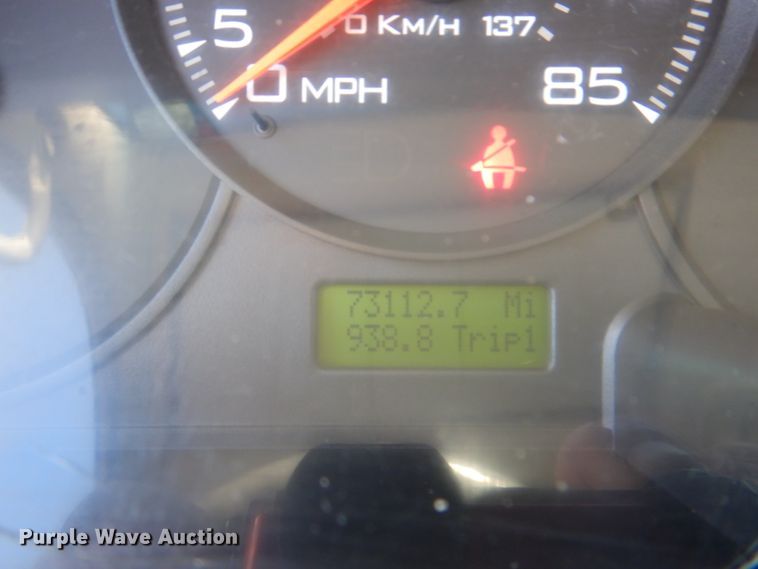 5
0 Km/H 137
0 MPH 85
73112.7 Mi
938.8 Trip1
Purple Wave Auction